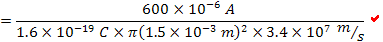 = 600 × 10⁻⁶ A / 1.6 × 10⁻¹⁹ C × π(1.5 × 10⁻³ m)² × 3.4 × 10⁷ m/s